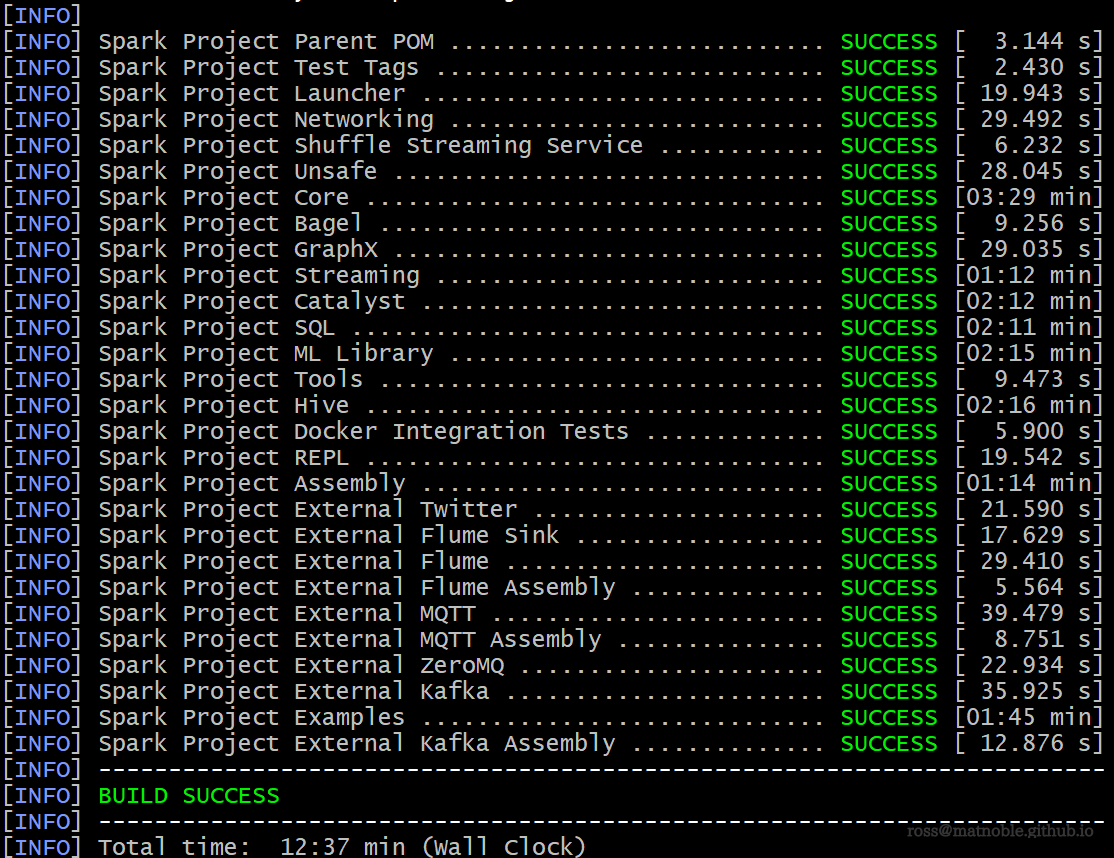 [INFO]
[INFO] Spark Project Parent POM ........................... SUCCESS [  3.144 s]
[INFO] Spark Project Test Tags ............................ SUCCESS [  2.430 s]
[INFO] Spark Project Launcher ............................. SUCCESS [ 19.943 s]
[INFO] Spark Project Networking ........................... SUCCESS [ 29.492 s]
[INFO] Spark Project Shuffle Streaming Service ............ SUCCESS [  6.232 s]
[INFO] Spark Project Unsafe ............................... SUCCESS [ 28.045 s]
[INFO] Spark Project Core ................................. SUCCESS [03:29 min]
[INFO] Spark Project Bagel ................................ SUCCESS [  9.256 s]
[INFO] Spark Project GraphX ............................... SUCCESS [ 29.035 s]
[INFO] Spark Project Streaming ............................ SUCCESS [01:12 min]
[INFO] Spark Project Catalyst ............................. SUCCESS [02:12 min]
[INFO] Spark Project SQL .................................. SUCCESS [02:11 min]
[INFO] Spark Project ML Library ........................... SUCCESS [02:15 min]
[INFO] Spark Project Tools ................................ SUCCESS [  9.473 s]
[INFO] Spark Project Hive ................................. SUCCESS [02:16 min]
[INFO] Spark Project Docker Integration Tests ............. SUCCESS [  5.900 s]
[INFO] Spark Project REPL ................................. SUCCESS [ 19.542 s]
[INFO] Spark Project Assembly ............................. SUCCESS [01:14 min]
[INFO] Spark Project External Twitter ..................... SUCCESS [ 21.590 s]
[INFO] Spark Project External Flume Sink .................. SUCCESS [ 17.629 s]
[INFO] Spark Project External Flume ....................... SUCCESS [ 29.410 s]
[INFO] Spark Project External Flume Assembly .............. SUCCESS [  5.564 s]
[INFO] Spark Project External MQTT ........................ SUCCESS [ 39.479 s]
[INFO] Spark Project External MQTT Assembly ............... SUCCESS [  8.751 s]
[INFO] Spark Project External ZeroMQ ...................... SUCCESS [ 22.934 s]
[INFO] Spark Project External Kafka ....................... SUCCESS [ 35.925 s]
[INFO] Spark Project Examples ............................. SUCCESS [01:45 min]
[INFO] Spark Project External Kafka Assembly .............. SUCCESS [ 12.876 s]
[INFO] ------------------------------------------------------------------------
[INFO] BUILD SUCCESS
[INFO] ------------------------------------------------------------------------
ross@matnoble.github.io
[INFO] Total time:  12:37 min (Wall Clock)